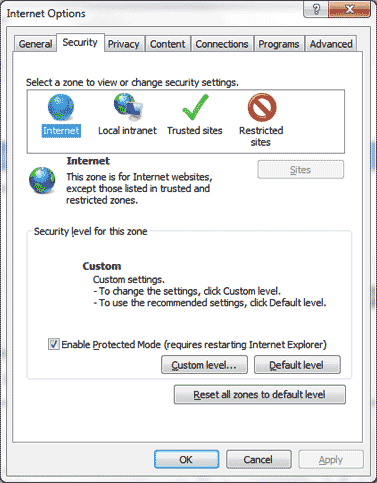 Internet Options
? X
General Security Privacy Content Connections Programs Advanced
Select a zone to view or change security settings.
Internet Local intranet Trusted sites Restricted
sites
Internet
Sites
This zone is for Internet websites,
except those listed in trusted and
restricted zones.
Security level for this zone
Custom
Custom settings.
- To change the settings, click Custom level.
- To use the recommended settings, click Default level.
Enable Protected Mode (requires restarting Internet Explorer)
Custom level... Default level
Reset all zones to default level
OK Cancel Apply